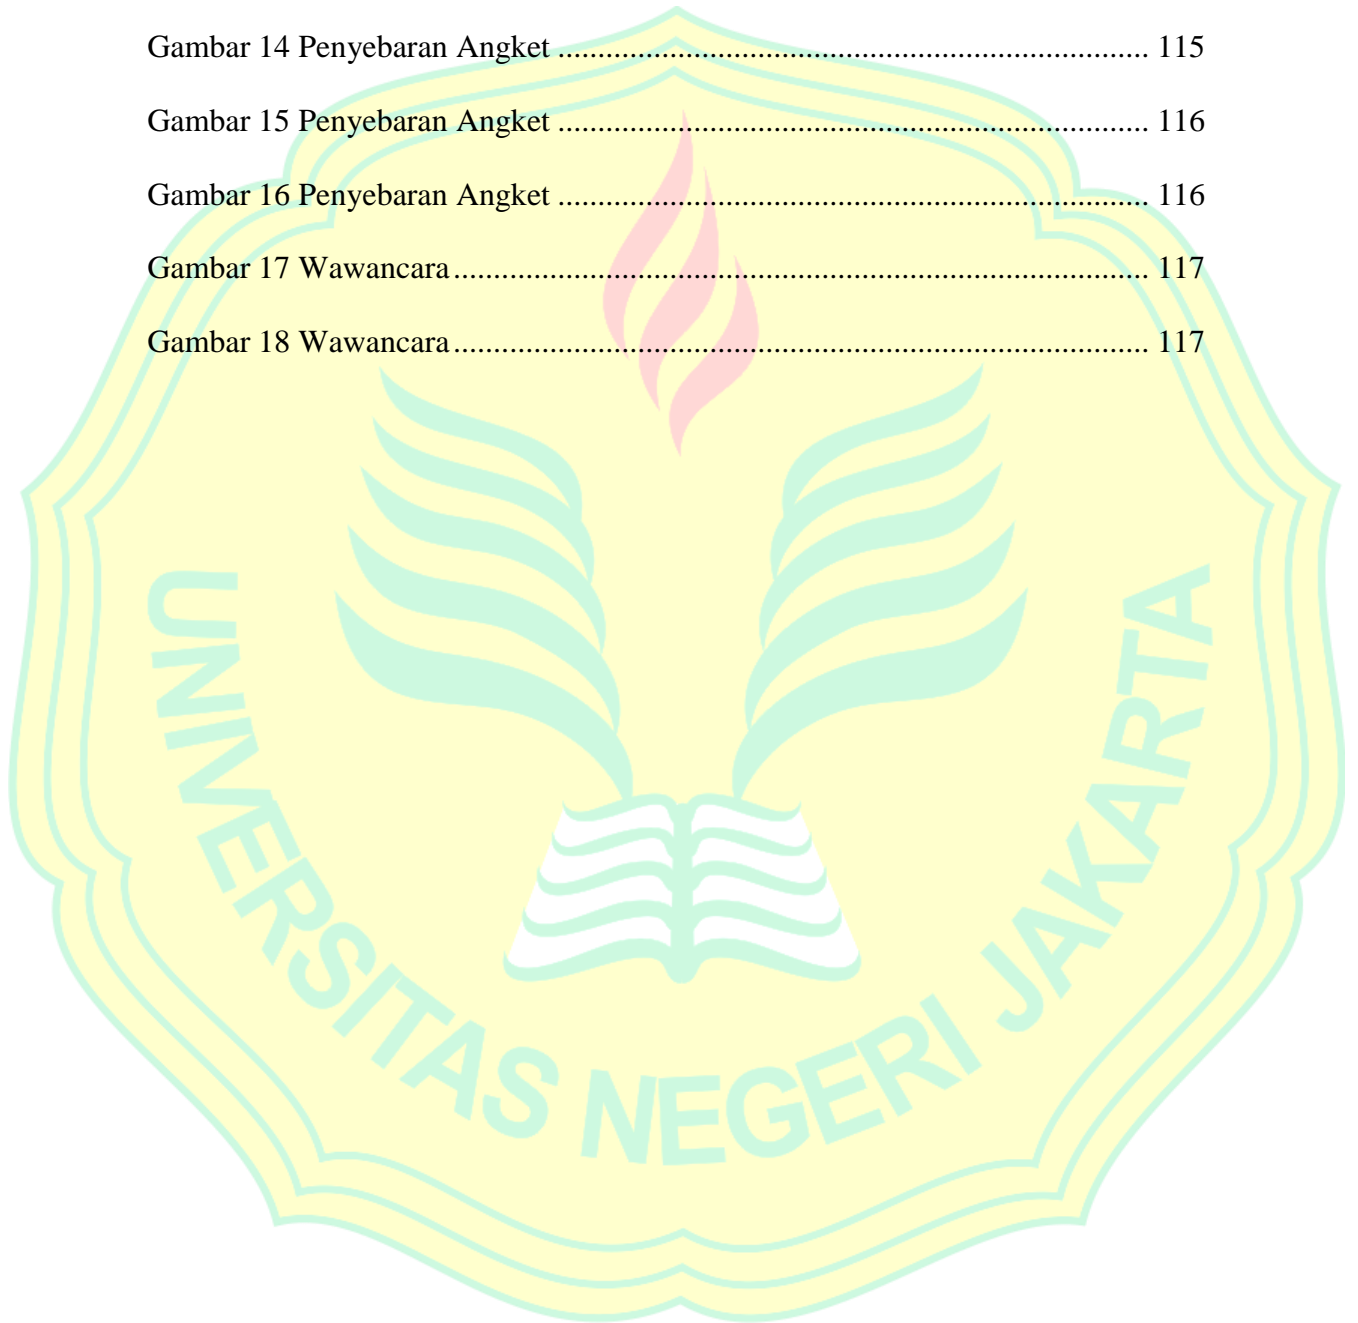 Gambar 14 Penyebaran Angket ........................................................................... 115
Gambar 15 Penyebaran Angket ........................................................................... 116
Gambar 16 Penyebaran Angket ........................................................................... 116
Gambar 17 Wawancara ........................................................................................ 117
Gambar 18 Wawancara ........................................................................................ 117
UNIVERSITAS NEGERI JAKARTA